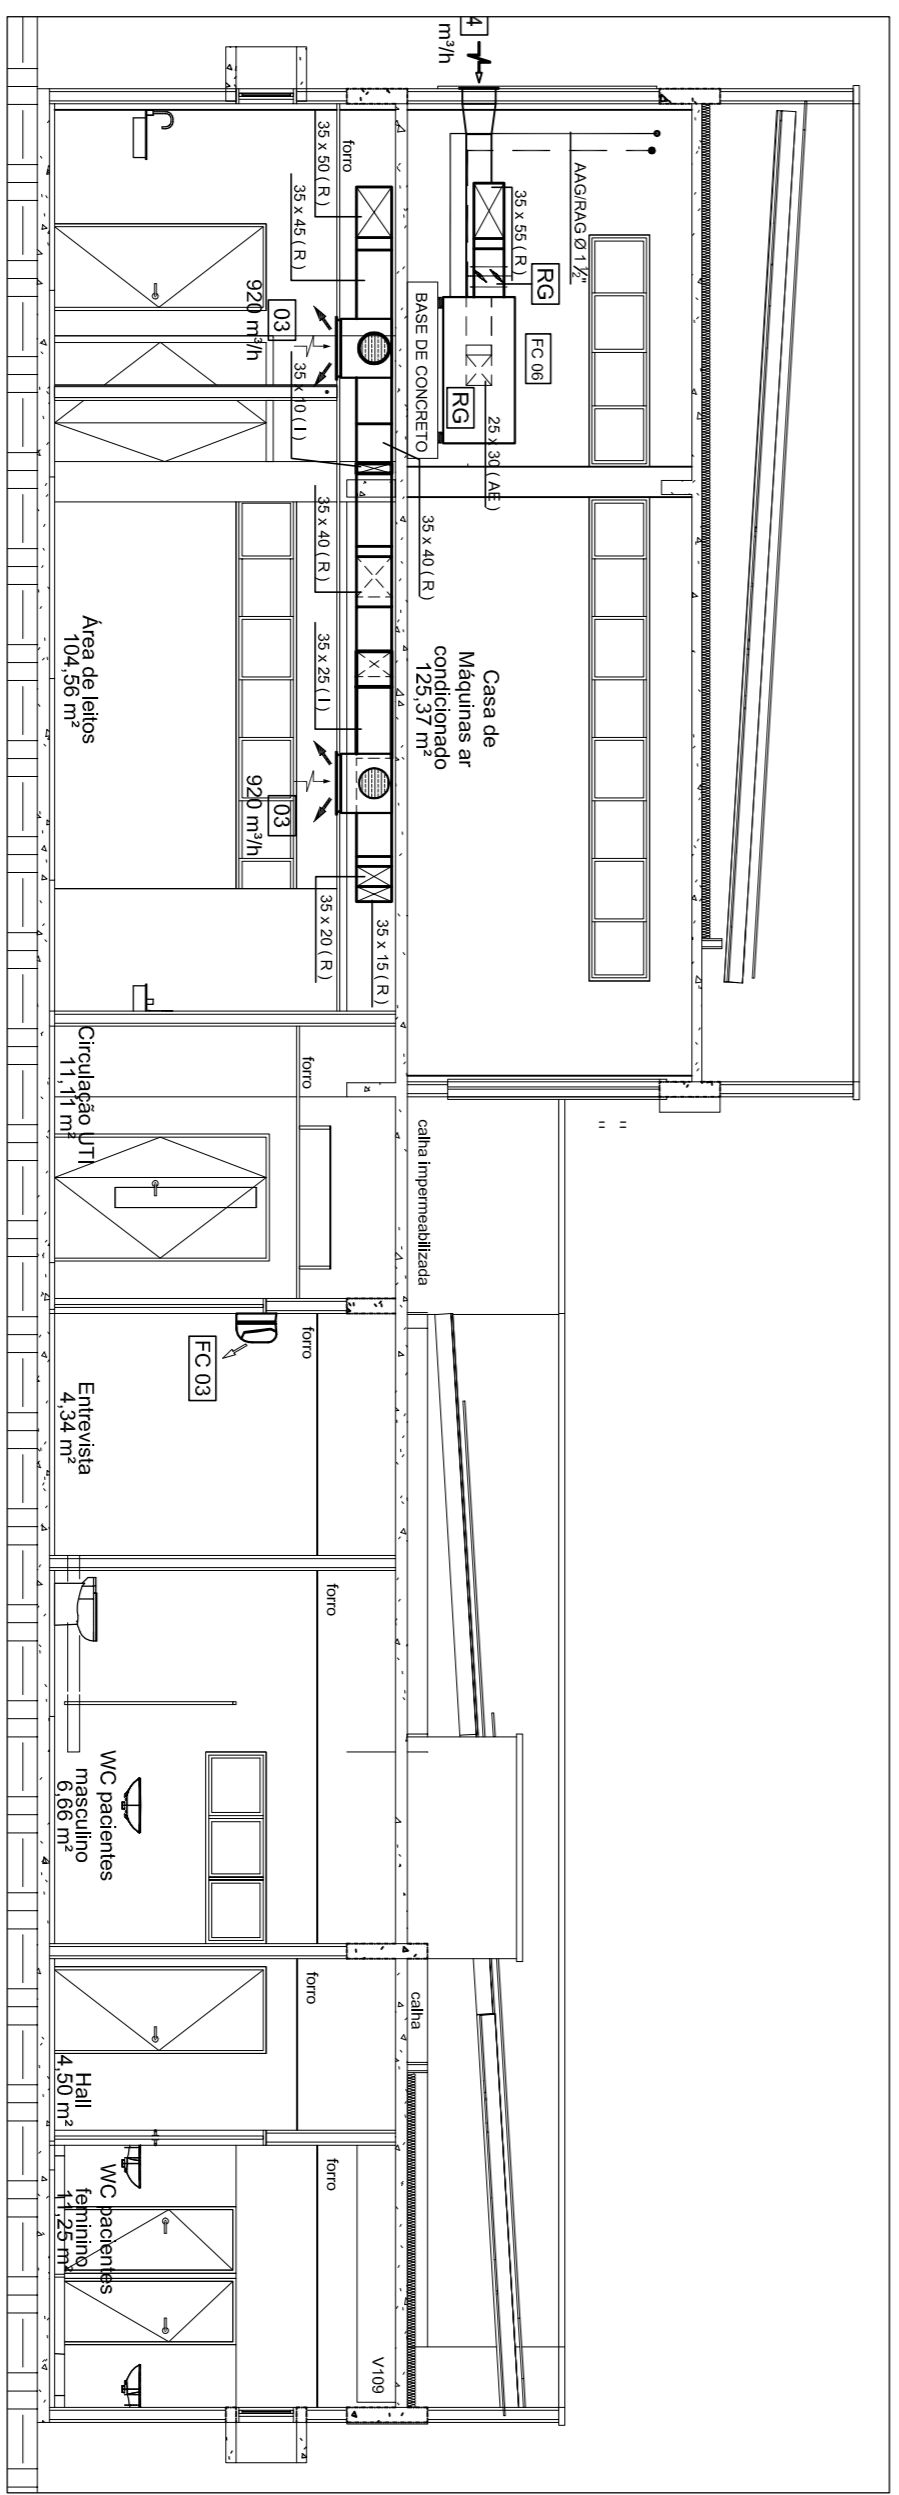 4
m³/h
AAG/RAG Ø 1 ½"
35 x 55 ( R )
RG
FC 06
RG
25 x 30 ( AE )
BASE DE CONCRETO
forro
35 x 50 ( R )
35 x 45 ( R )
03
920 m³/h
35 x 10 ( I )
35 x 40 ( R )
35 x 40 ( R )
35 x 25 ( I )
03
920 m³/h
35 x 20 ( R )
35 x 15 ( R )
Casa de
Máquinas ar
condicionado
125,37 m²
Área de leitos
104,56 m²
Circulação UTI
11,11 m²
forro
calha impermeabilizada
FC 03
forro
Entrevista
4,34 m²
forro
WC pacientes
masculino
6,66 m²
forro
calha
Hall
4,50 m²
forro
V109
WC pacientes
feminino
11,25 m²